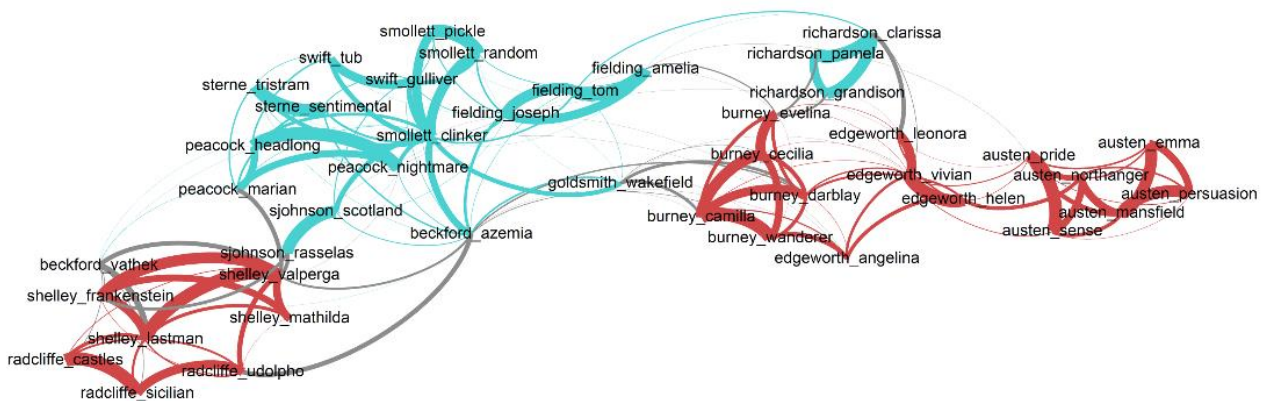 smollett_pickle
richardson_clarissa
smollett_random
richardson_pamela
swift_tub
fielding_amelia
swift_gulliver
sterne_tristram
fielding_tom
richardson_grandison
sterne_sentimental
fielding_joseph
burney_evelina
smollett_clinker
edgeworth_leonora
peacock_headlong
austen_emma
burney_cecilia
austen_pride
peacock_nightmare
austen_northanger
edgeworth_vivian
goldsmith_wakefield
peacock_marian
burney_darblay
austen_persuasion
edgeworth_helen
sjohnson_scotland
austen_mansfield
burney_camilla
austen_sense
beckford_azemia
burney_wanderer
sjohnson_rasselas
edgeworth_angelina
beckford_vathek
shelley_valperga
shelley_frankenstein
shelley_mathilda
shelley_lastman
radcliffe_castles
radcliffe_udolpho
radcliffe_sicilian